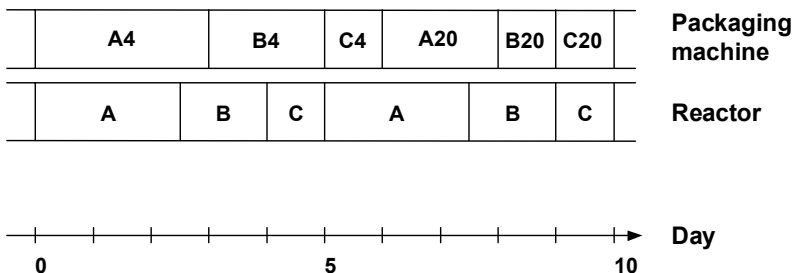 A4 B4 C4 A20 B20 C20
Packaging
machine
A B C A B C
Reactor
Day
0 5 10